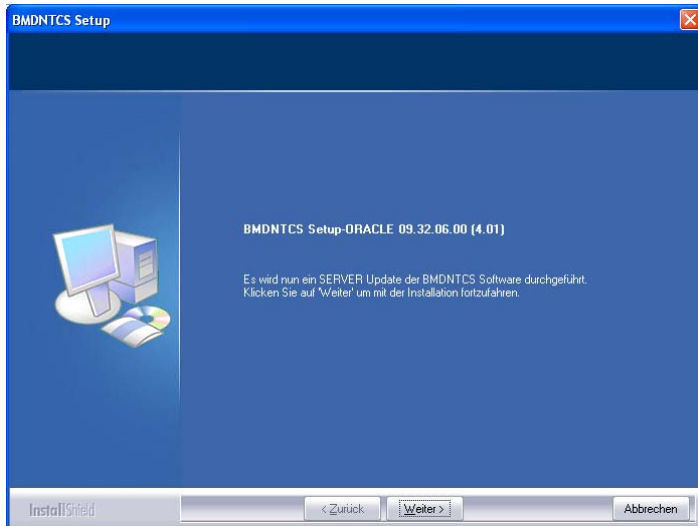 BMDNTCS Setup
BMDNTCS Setup-ORACLE 09.32.06.00 (4.01)
Es wird nun ein SERVER Update der BMDNTCS Software durchgeführt.
Klicken Sie auf 'Weiter' um mit der Installation fortzufahren.
InstallShield
< Zurück
Weiter >
Abbrechen